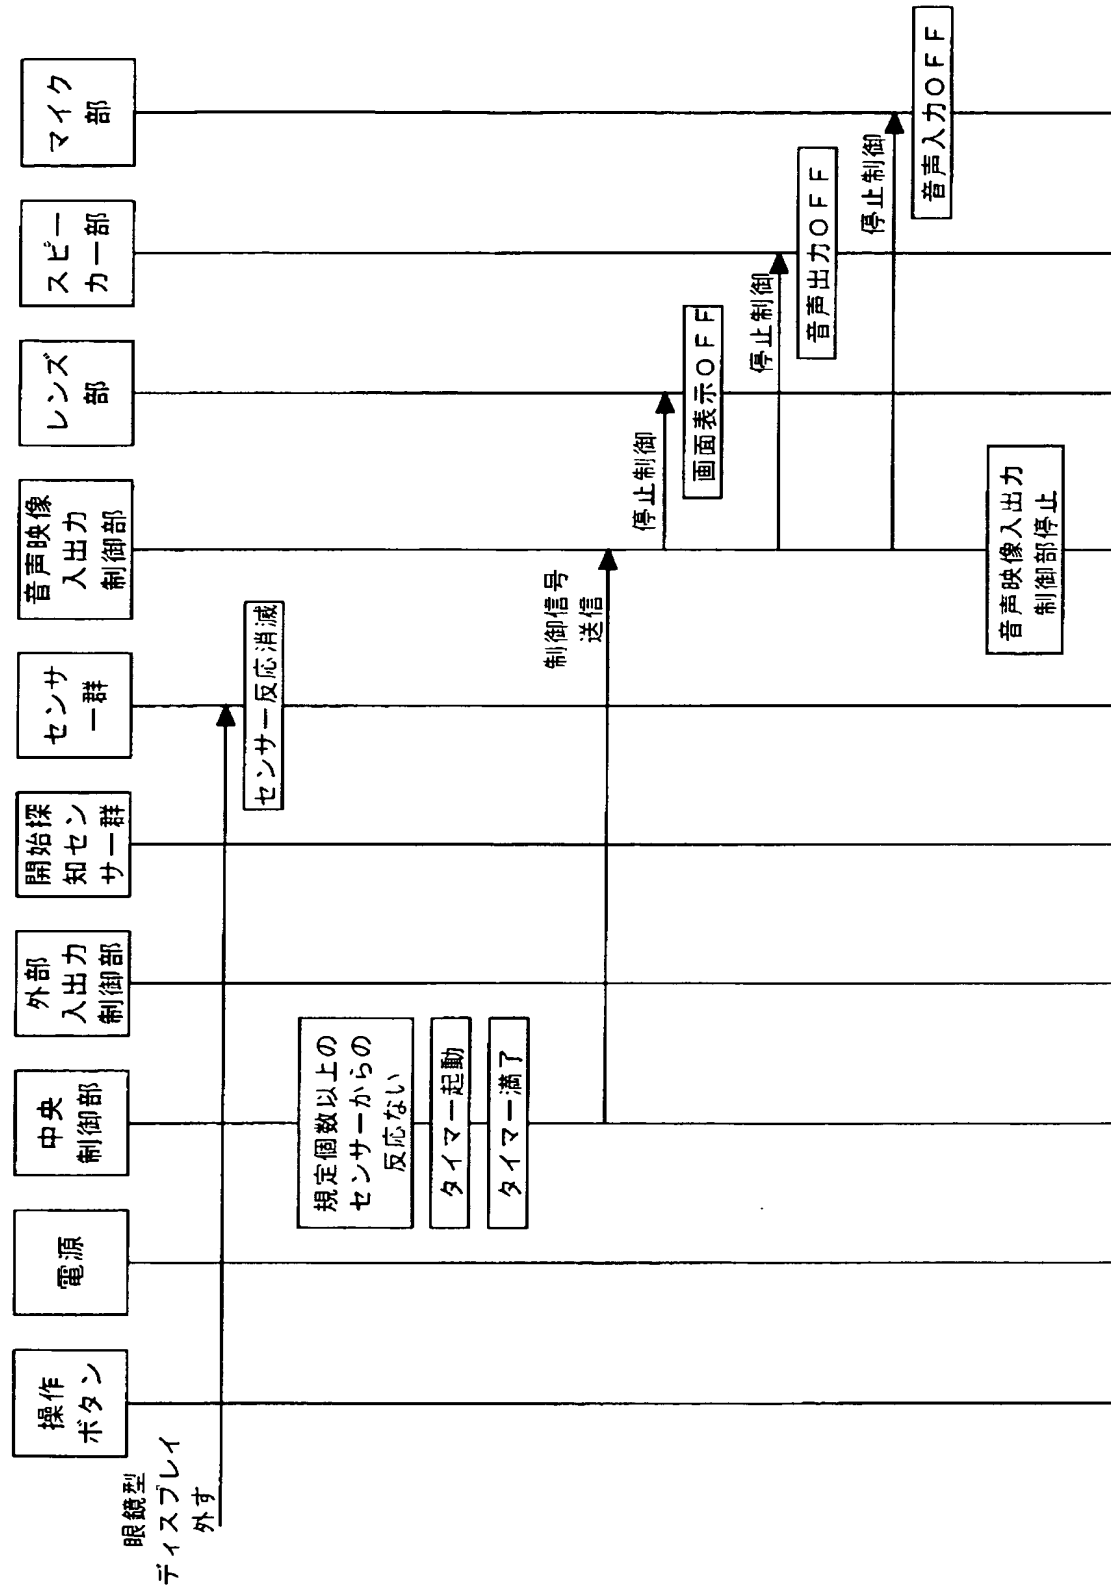 操作
ボタン
電源
中央
制御部
外部
入出力
制御部
開始探
知セン
サー群
センサ
ー群
音声映像
入出力
制御部
レンズ
部
スピー
カー部
マイク
部
眼鏡型
ディスプレイ
外す
センサー反応消滅
規定個数以上の
センサーからの
反応ない
タイマー起動
タイマー満了
制御信号
送信
停止制御
画面表示OFF
停止制御
音声出力OFF
停止制御
音声入力OFF
音声映像入出力
制御部停止